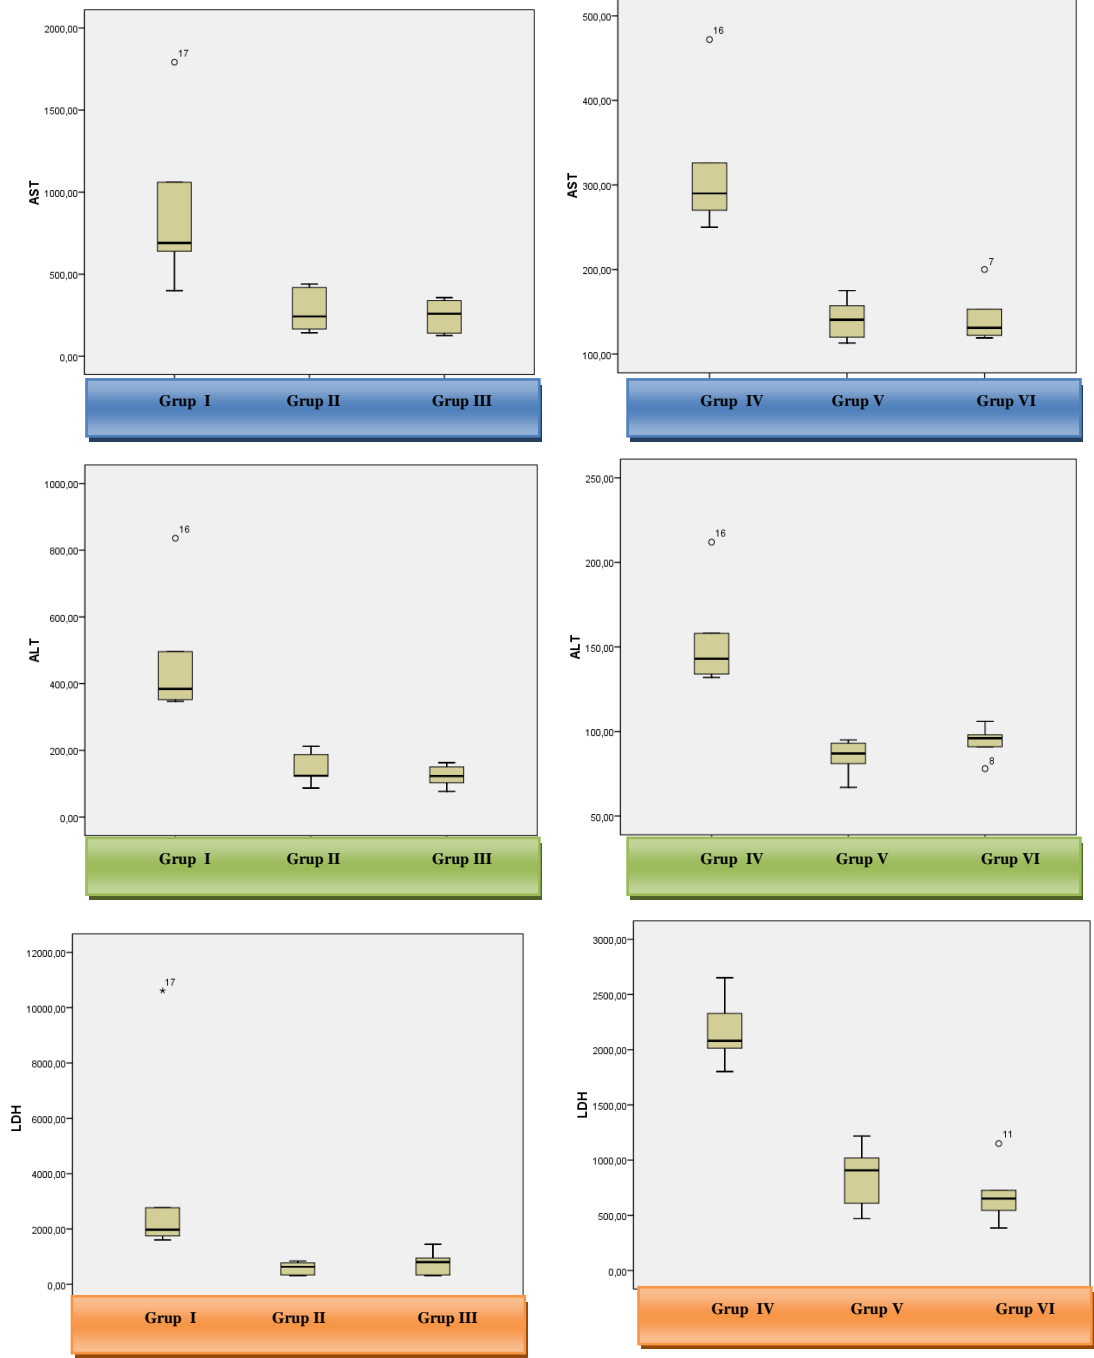 2000,00
1500,00
1000,00
500,00
0,00
AST
17
Grup I
Grup II
Grup III
500,00
400,00
300,00
200,00
100,00
AST
16
7
Grup IV
Grup V
Grup VI
1000,00
800,00
600,00
400,00
200,00
0,00
ALT
16
Grup I
Grup II
Grup III
250,00
200,00
150,00
100,00
50,00
ALT
16
8
Grup IV
Grup V
Grup VI
12000,00
10000,00
8000,00
6000,00
4000,00
2000,00
0,00
LDH
17
Grup I
Grup II
Grup III
3000,00
2500,00
2000,00
1500,00
1000,00
500,00
0,00
LDH
11
Grup IV
Grup V
Grup VI